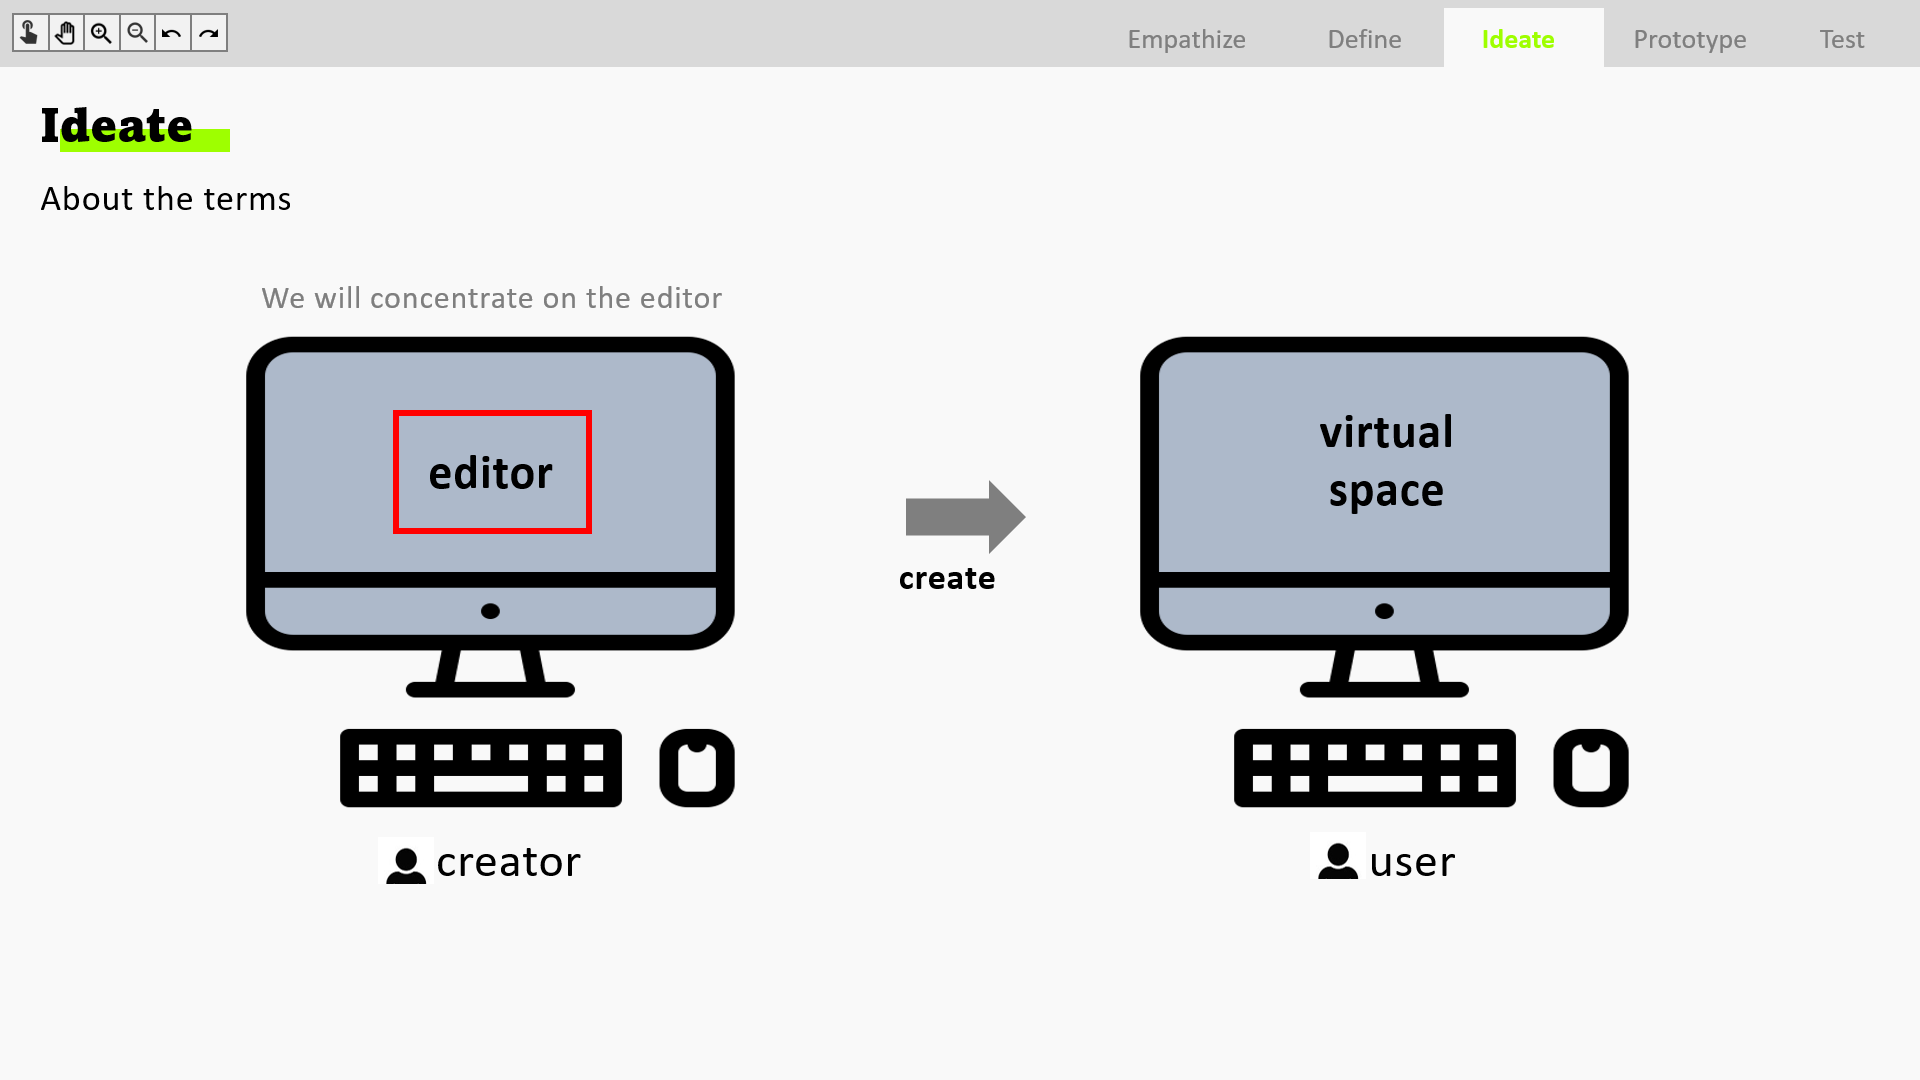 Empathize Define Ideate Prototype Test
Ideate
About the terms
We will concentrate on the editor
editor
virtual
space
create
creator
user